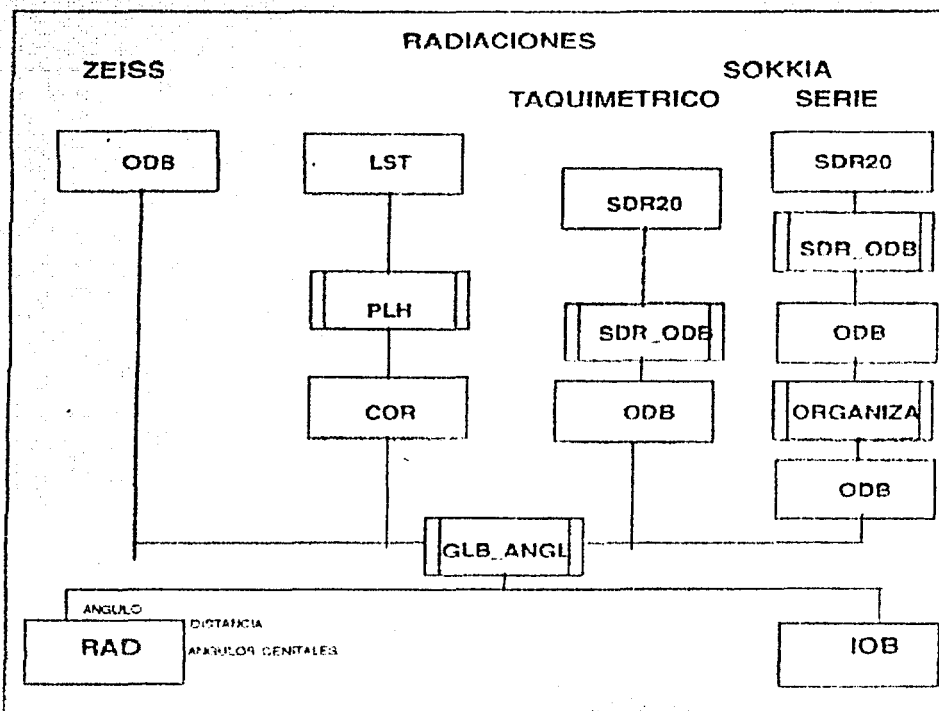 RADIACIONES
ZEISS
SOKKIA
TAQUIMETRICO SERIE
ODB
LST
SDR20
SDR20
SDR_ODB
PLH
SDR_ODB
ODB
COR
ODB
ORGANIZA
ODB
GLB_ANGL
ANGULO
DISTANCIA
RAD
ANGULOS CENITALES
IOB